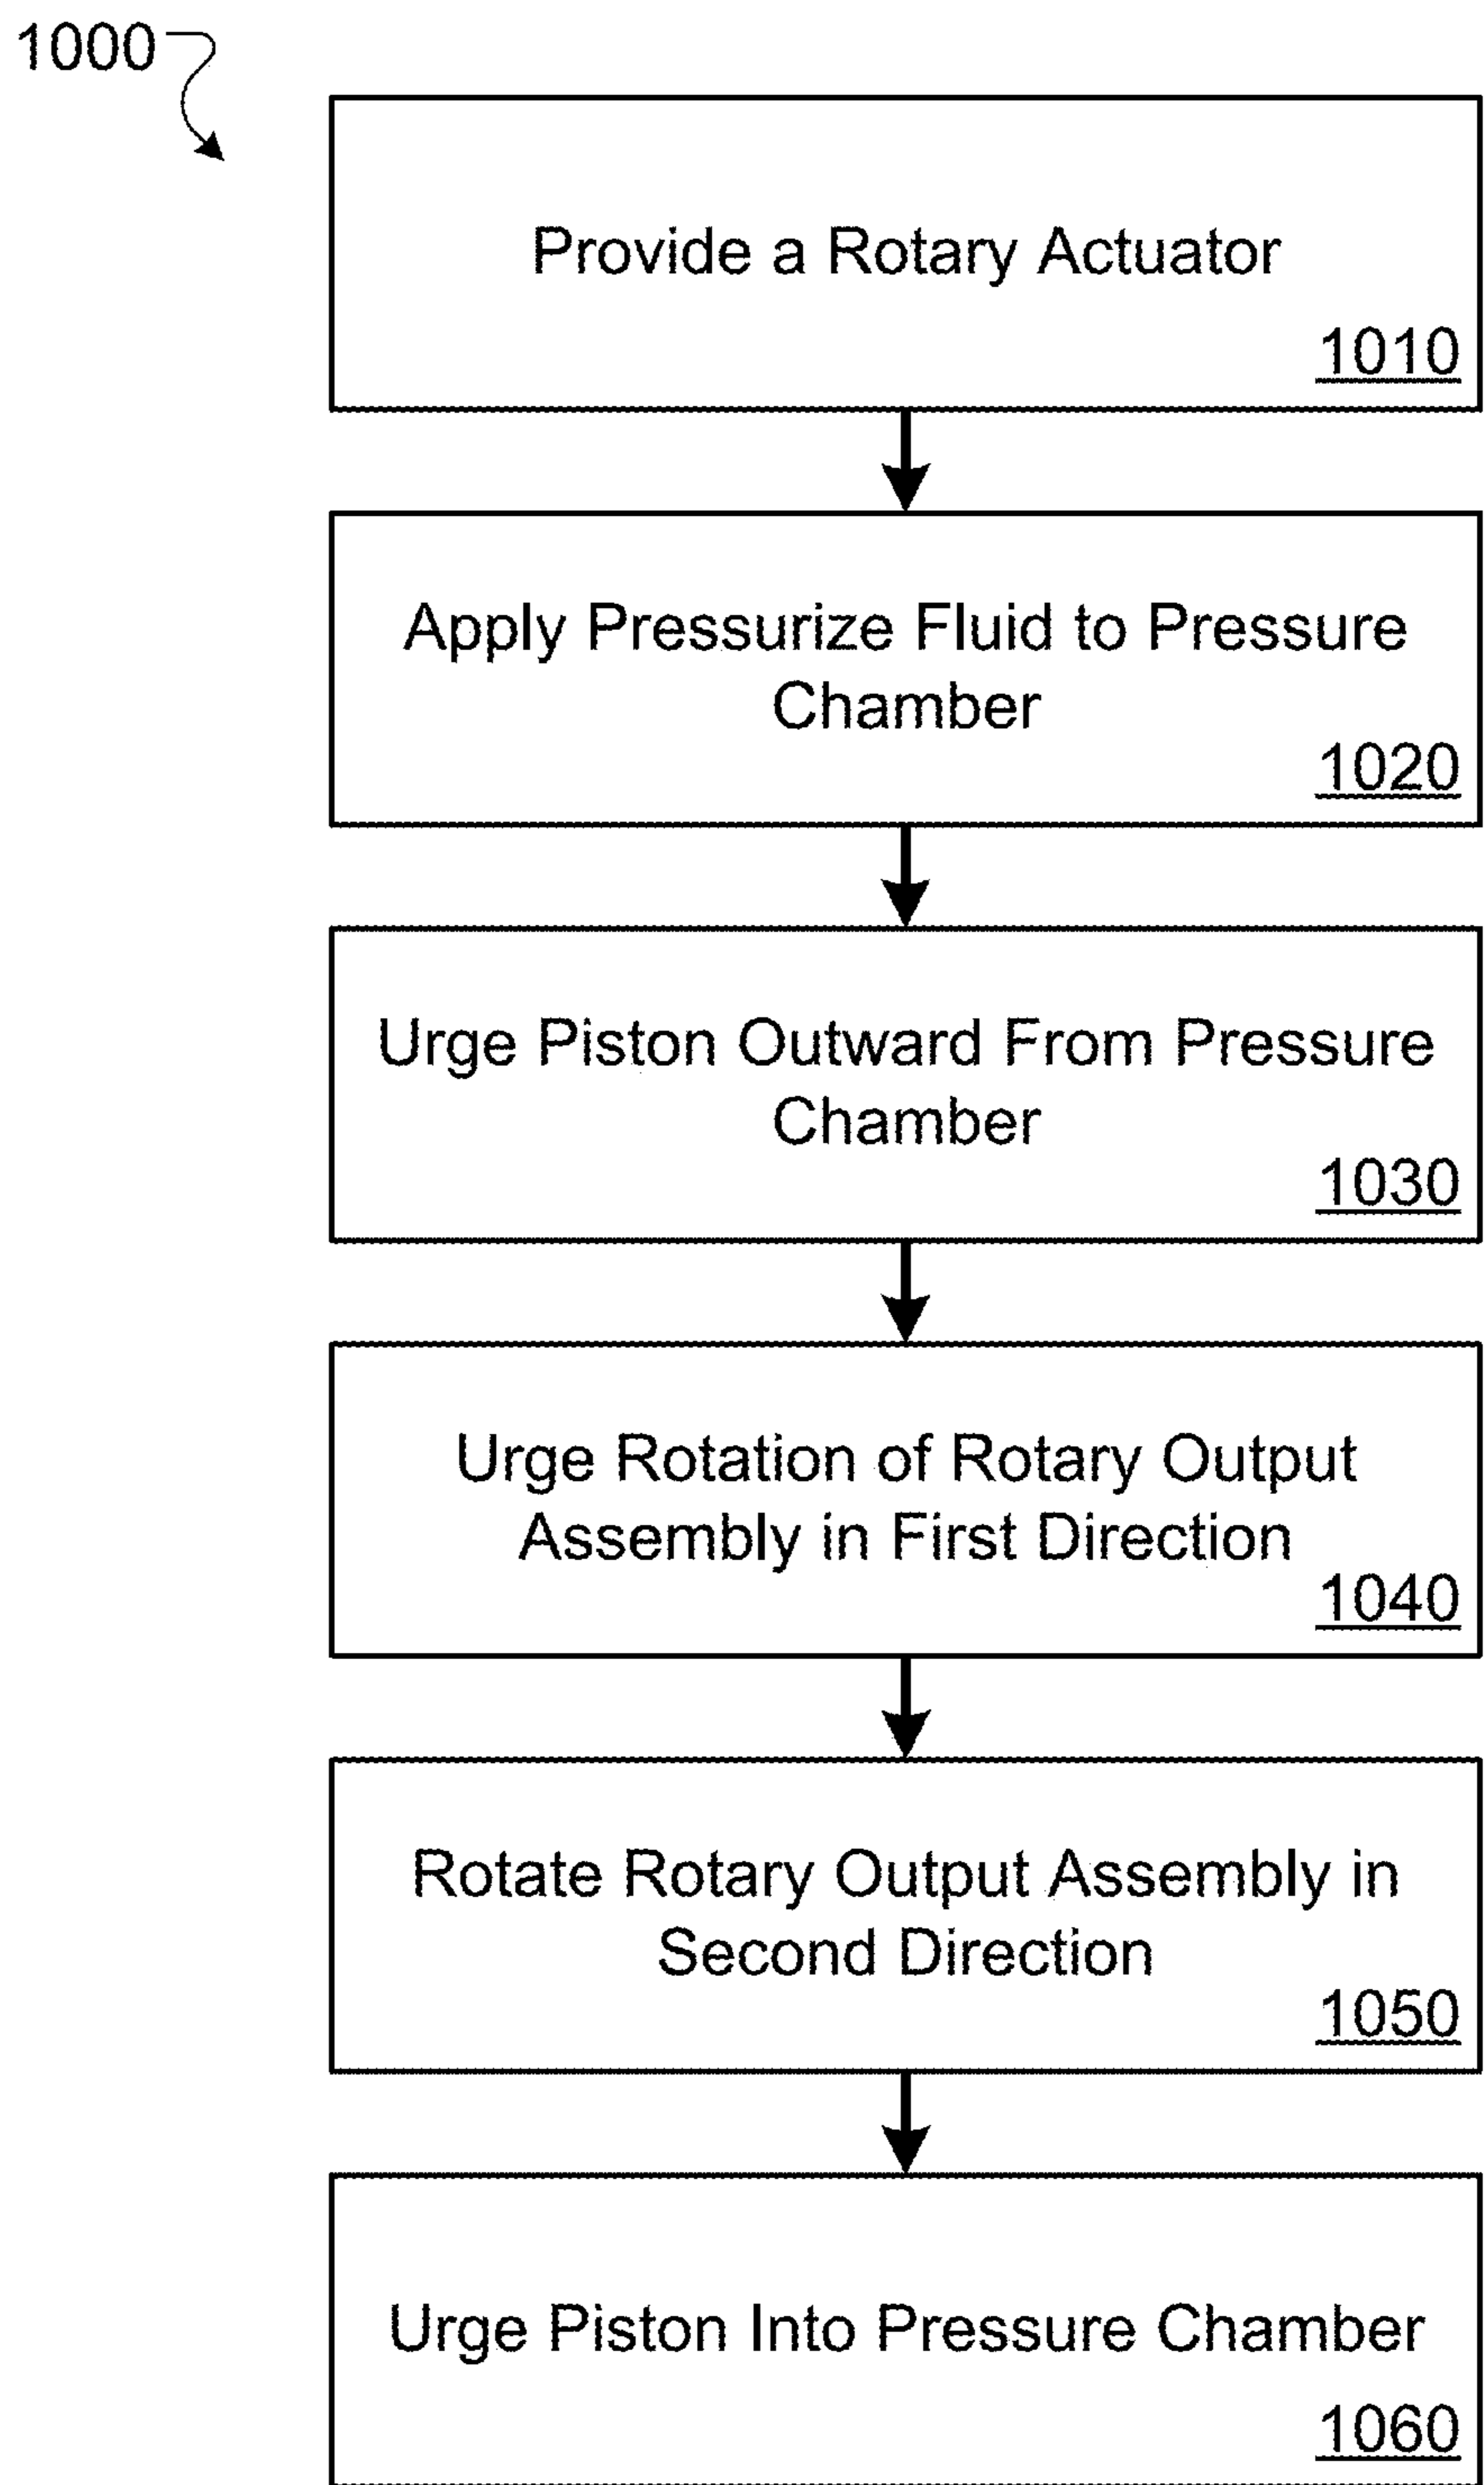 1000
Provide a Rotary Actuator
1010
Apply Pressurize Fluid to Pressure
Chamber
1020
Urge Piston Outward From Pressure
Chamber
1030
Urge Rotation of Rotary Output
Assembly in First Direction
1040
Rotate Rotary Output Assembly in
Second Direction
1050
Urge Piston Into Pressure Chamber
1060